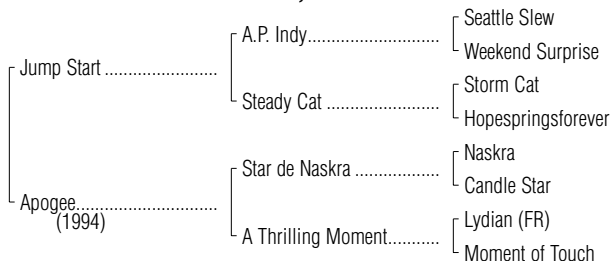 Seattle Slew
A.P. Indy..............................
Weekend Surprise
Jump Start .........................
Storm Cat
Steady Cat .........................
Hopespringsforever
Naskra
Star de Naskra ...................
Candle Star
Apogee................................
(1994)
Lydian (FR)
A Thrilling Moment...........
Moment of Touch